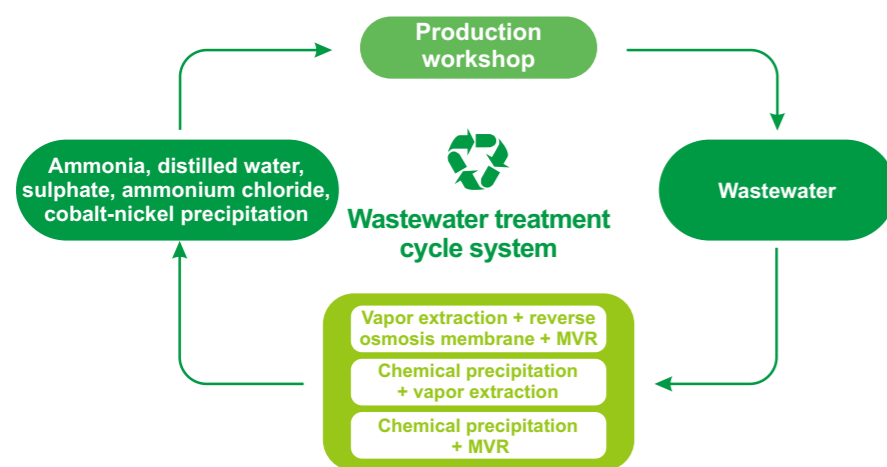 Production
workshop
Ammonia, distilled water,
sulphate, ammonium chloride,
cobalt-nickel precipitation
Wastewater
Wastewater treatment
cycle system
Vapor extraction + reverse
osmosis membrane + MVR
Chemical precipitation
+ vapor extraction
Chemical precipitation
+ MVR